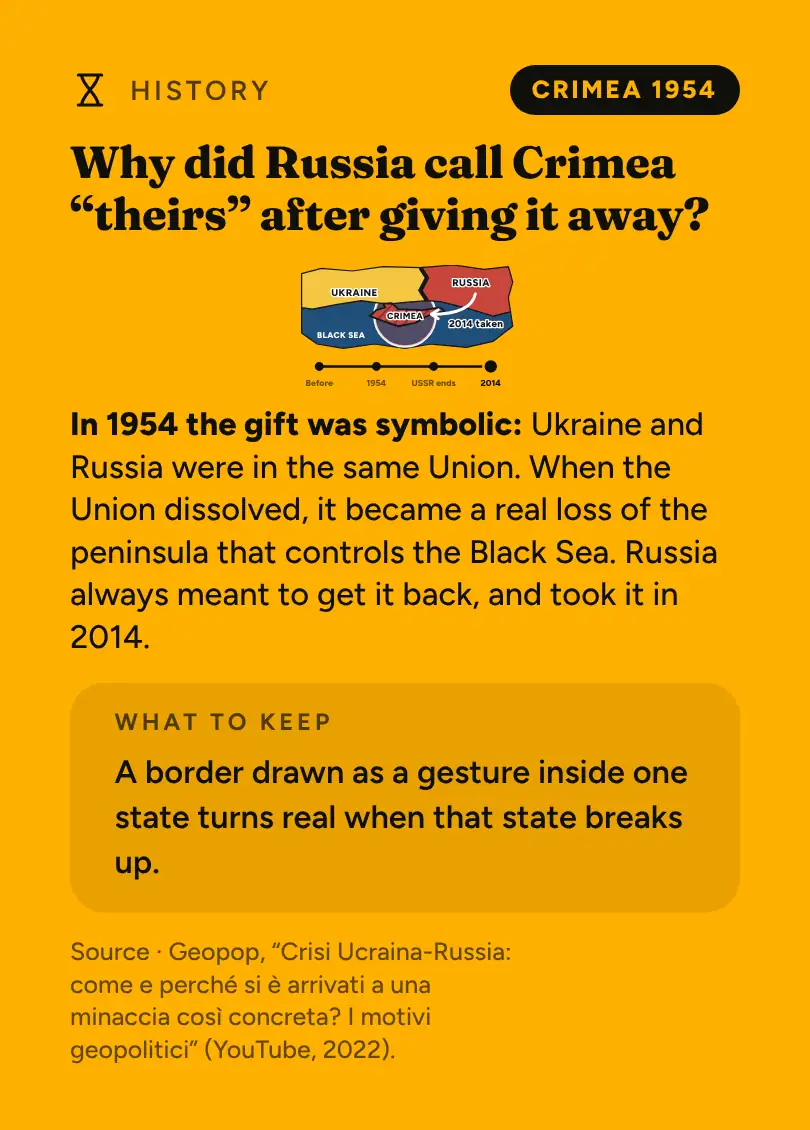 HISTORY
CRIMEA 1954
Why did Russia call Crimea
“theirs” after giving it away?
UKRAINE
RUSSIA
CRIMEA
2014 taken
BLACK SEA
Before
1954
USSR ends
2014
In 1954 the gift was symbolic: Ukraine and
Russia were in the same Union. When the
Union dissolved, it became a real loss of the
peninsula that controls the Black Sea. Russia
always meant to get it back, and took it in
2014.
WHAT TO KEEP
A border drawn as a gesture inside one
state turns real when that state breaks
up.
Source · Geopop, “Crisi Ucraina-Russia:
come e perché si è arrivati a una
minaccia così concreta? I motivi
geopolitici” (YouTube, 2022).